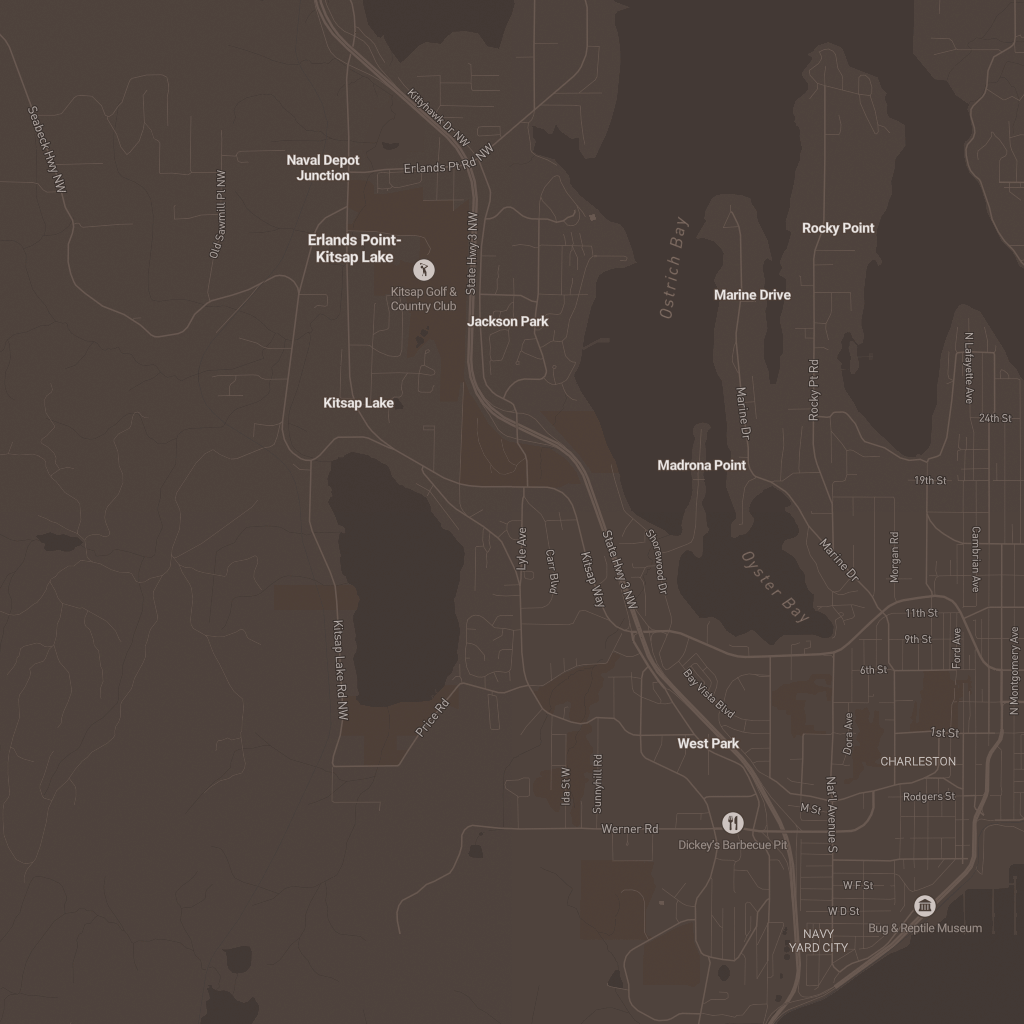 Kittyhawk Dr NW
Seabeck Hwy NW
Naval Depot
Junction
Erlands Pt Rd NW
Old Sawmill Pl NW
State Hwy 3 NW
Ostrich Bay
Rocky Point
Erlands Point-
Kitsap Lake
Kitsap Golf &
Country Club
Marine Drive
Jackson Park
N Lafayette Ave
Rocky Pt Rd
Kitsap Lake
Marine Dr
24th St
Madrona Point
19th St
Lyle Ave
Carr Blvd
Kitsap Way
State Hwy 3 NW
Shorewood Dr
Oyster Bay
Marine Dr
Morgan Rd
Cambrian Ave
11th St
9th St
Ford Ave
N Montgomery Ave
Kitsap Lake Rd NW
6th St
Bay Vista Blvd
Price Rd
Dora Ave
1st St
West Park
CHARLESTON
Ida St W
Sunnyhill Rd
Nat'l Avenue S
Rodgers St
M St
Werner Rd
Dickey's Barbecue Pit
W F St
W D St
Bug & Reptile Museum
NAVY
YARD CITY